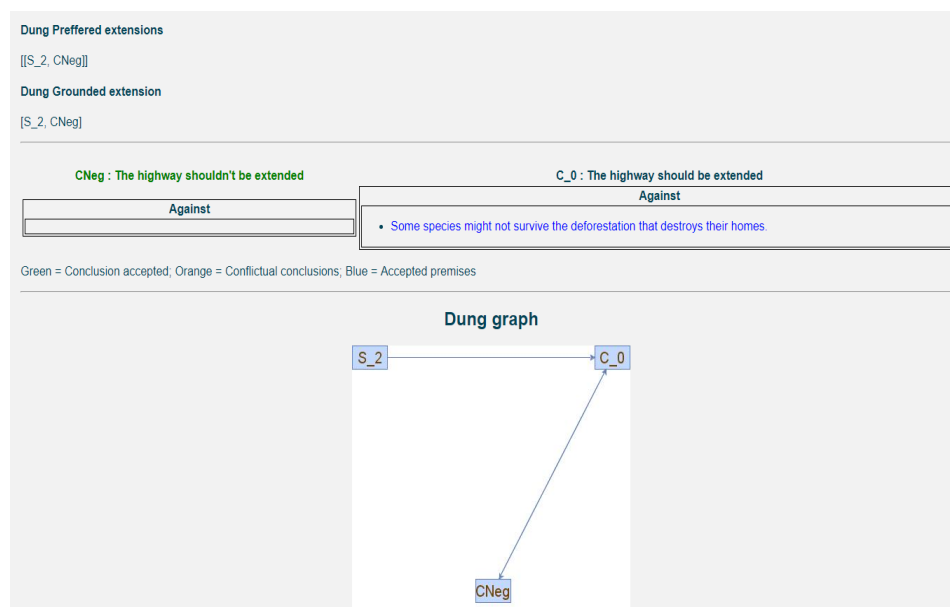 Dung Preffered extensions
[[S_2, CNeg]]
Dung Grounded extension
[S_2, CNeg]
CNeg : The highway shouldn't be extended
Against
C_0 : The highway should be extended
Against
• Some species might not survive the deforestation that destroys their homes.
Green = Conclusion accepted; Orange = Conflictual conclusions; Blue = Accepted premises
Dung graph
S_2
C_0
CNeg